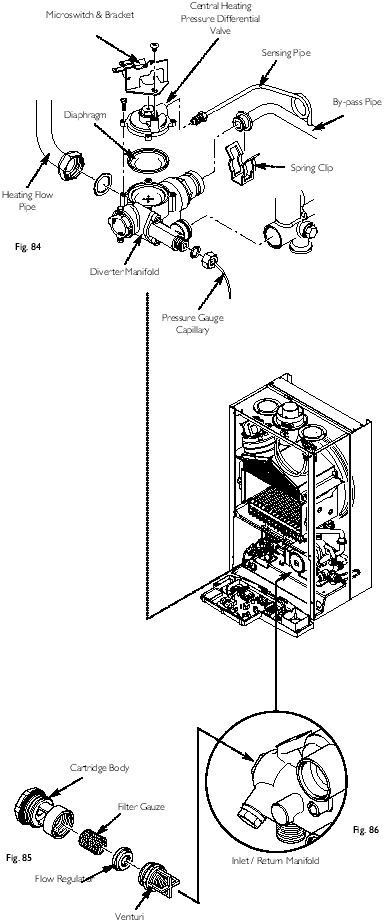 Central Heating
Pressure Differential
Valve
Microswitch & Bracket
Sensing Pipe
By-pass Pipe
Diaphragm
Spring Clip
Heating Flow
Pipe
Fig. 84
Diverter Manifold
Pressure Gauge
Capillary
Cartridge Body
Filter Gauze
Fig. 86
Fig. 85
Inlet / Return Manifold
Flow Regulator
Venturi